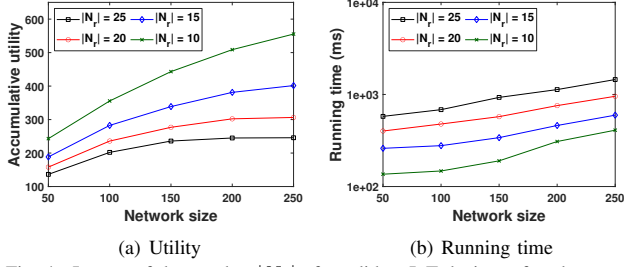 600
500
400
300
200
100
Accumulative utility
|N_r| = 25
|N_r| = 15
|N_r| = 20
|N_r| = 10
50
100
150
200
250
Network size
(a) Utility
1e+04
1e+03
1e+02
Running time (ms)
|N_r| = 25
|N_r| = 15
|N_r| = 20
|N_r| = 10
50
100
150
200
250
Network size
(b) Running time